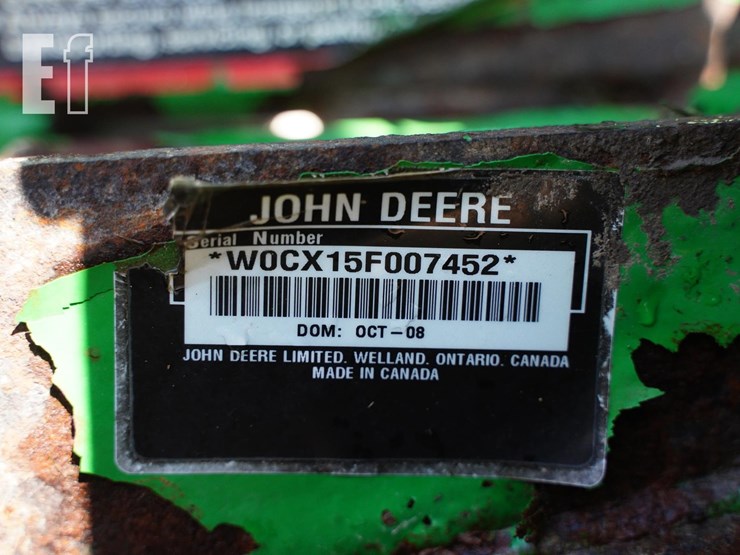 Ef
JOHN DEERE
Serial Number
*W0CX15F007452*
DOM: OCT-08
JOHN DEERE LIMITED. WELLAND. ONTARIO. CANADA
MADE IN CANADA